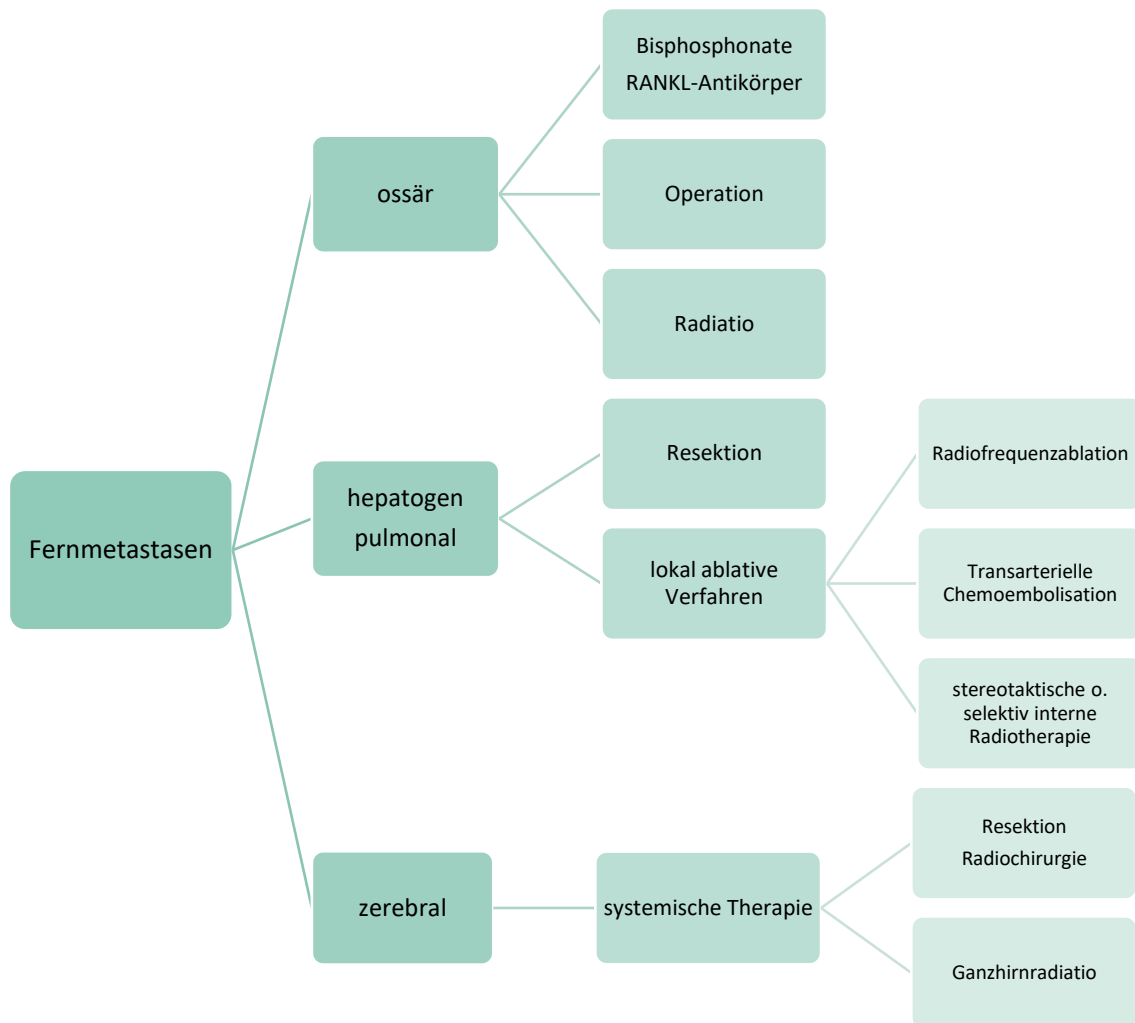 Fernmetastasen
ossär
Bisphosphonate
RANKL-Antikörper
Operation
Radiatio
hepatogen
pulmonal
Resektion
lokal ablative
Verfahren
Radiofrequenzablation
Transarterielle
Chemoembolisation
stereotaktische o.
selektiv interne
Radiotherapie
zerebral
systemische Therapie
Resektion
Radiochirurgie
Ganzhirnradiatio